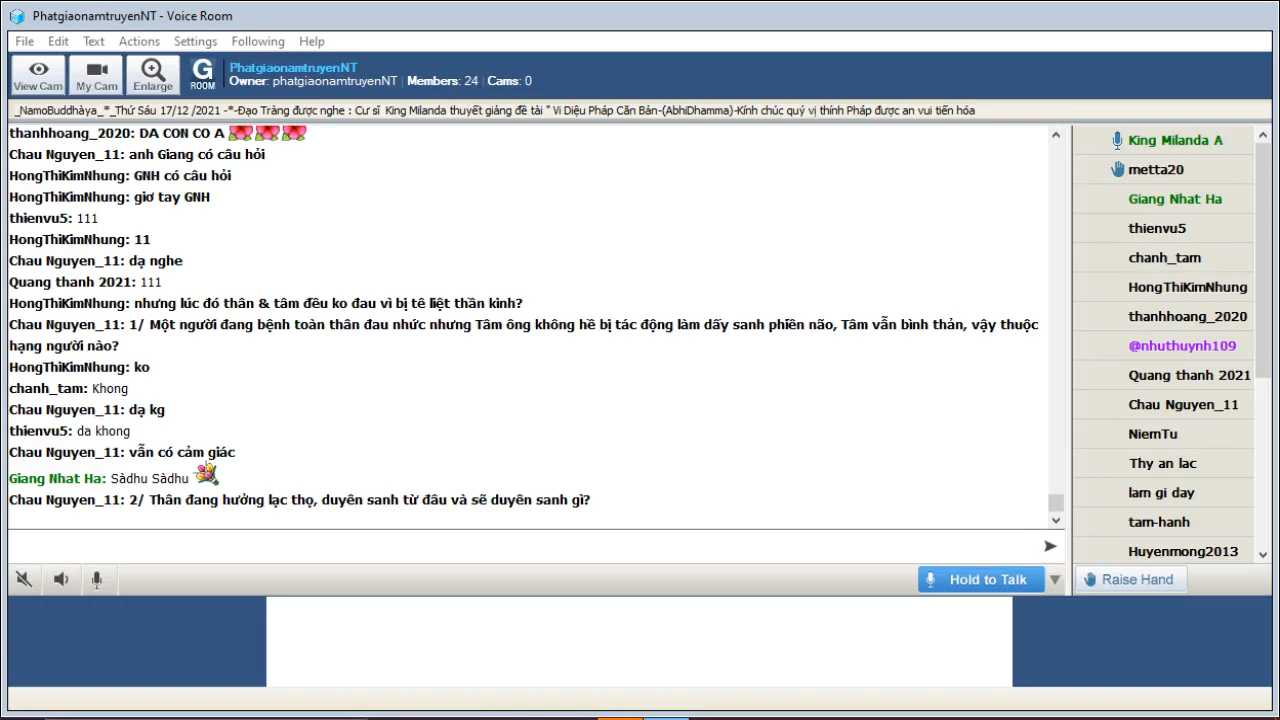 PhatgiaonamtruyenNT - Voice Room
File Edit Text Actions Settings Following Help
View Cam My Cam Enlarge G ROOM
PhatgiaonamtruyenNT
Owner: phatgiaonamtruyenNT | Members: 24 | Cams: 0
_NamoBuddhàya_*_Thứ Sáu 17/12 /2021 -*-Đạo Tràng được nghe : Cư sĩ King Milanda thuyết giảng đề tài " Vi Diệu Pháp Căn Bản-(AbhiDhamma)-Kính chúc quý vị thính Pháp được an vui tiến hóa
thanhhoang_2020: DA CON CO A
Chau Nguyen_11: anh Giang có câu hỏi
HongThiKimNhung: GNH có câu hỏi
HongThiKimNhung: giơ tay GNH
thienvu5: 111
HongThiKimNhung: 11
Chau Nguyen_11: dạ nghe
Quang thanh 2021: 111
HongThiKimNhung: nhưng lúc đó thân & tâm đều ko đau vì bị tê liệt thần kinh?
Chau Nguyen_11: 1/ Một người đang bệnh toàn thân đau nhức nhưng Tâm ông không hề bị tác động làm dấy sanh phiền não, Tâm vẫn bình thản, vậy thuộc
hạng người nào?
HongThiKimNhung: ko
chanh_tam: Khong
Chau Nguyen_11: dạ kg
thienvu5: da khong
Chau Nguyen_11: vẫn có cảm giác
Giang Nhat Ha: Sàdhu Sàdhu
Chau Nguyen_11: 2/ Thân đang hưởng lạc thọ, duyên sanh từ đâu và sẽ duyên sanh gì?
King Milanda A
metta20
Giang Nhat Ha
thienvu5
chanh_tam
HongThiKimNhung
thanhhoang_2020
@nhuthuynh109
Quang thanh 2021
Chau Nguyen_11
NiemTu
Thy an lac
lam gi day
tam-hanh
Huyenmong2013
Hold to Talk
Raise Hand